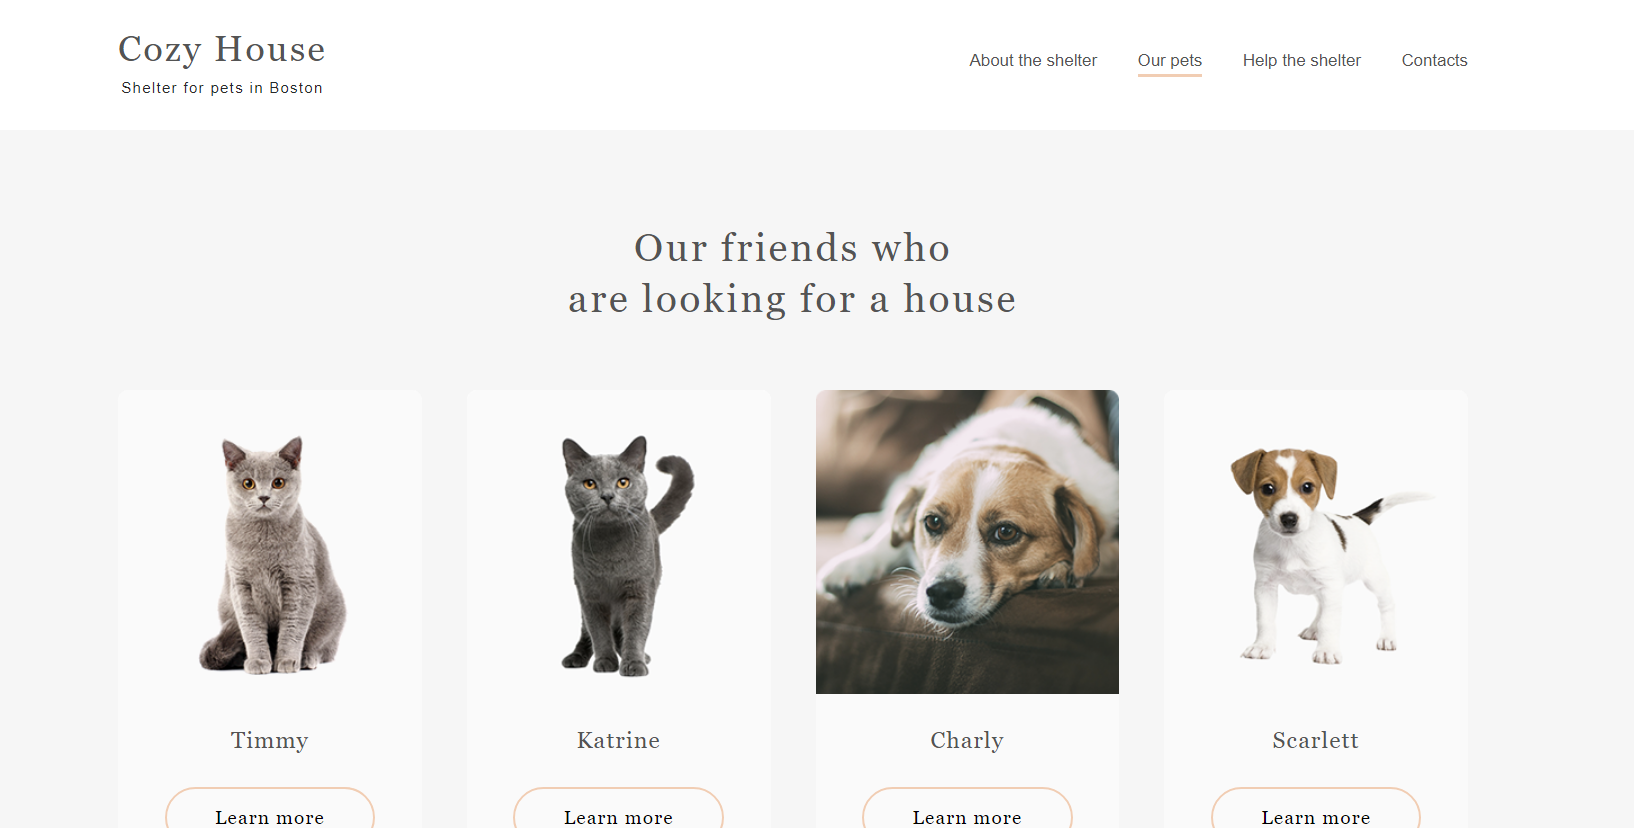 Cozy House
Shelter for pets in Boston
About the shelter Our pets Help the shelter Contacts
Our friends who
are looking for a house
Timmy Katrine Charly Scarlett
Learn more Learn more Learn more Learn more